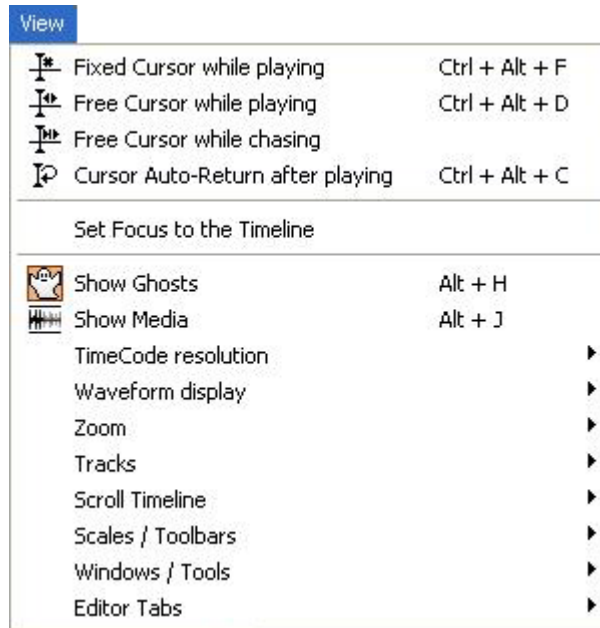 View
Fixed Cursor while playing Ctrl + Alt + F
Free Cursor while playing Ctrl + Alt + D
Free Cursor while chasing
Cursor Auto-Return after playing Ctrl + Alt + C
Set Focus to the Timeline
Show Ghosts Alt + H
Show Media Alt + J
TimeCode resolution
Waveform display
Zoom
Tracks
Scroll Timeline
Scales / Toolbars
Windows / Tools
Editor Tabs